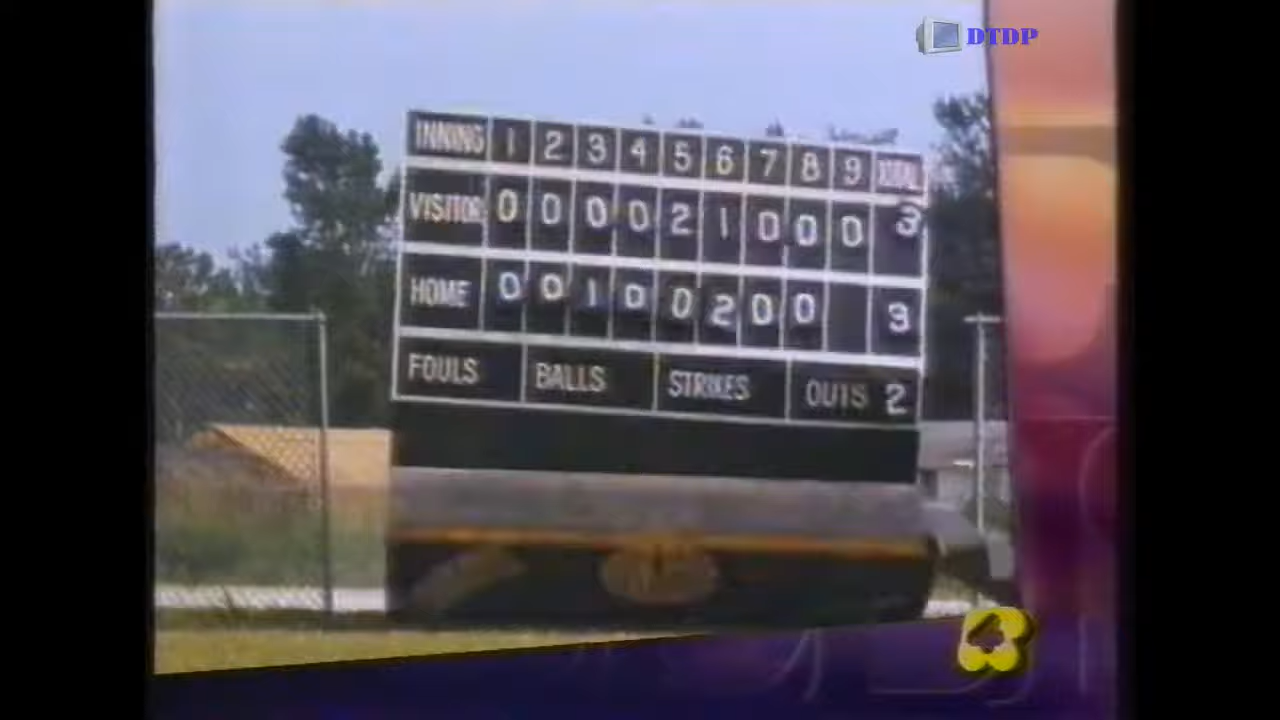 DTDP
INNING 1 2 3 4 5 6 7 8 9 TOTAL
VISITOR 0 0 0 0 2 1 0 0 0 3
HOME 0 0 1 0 0 2 0 0 3
FOULS BALLS STRIKES OUTS 2
4